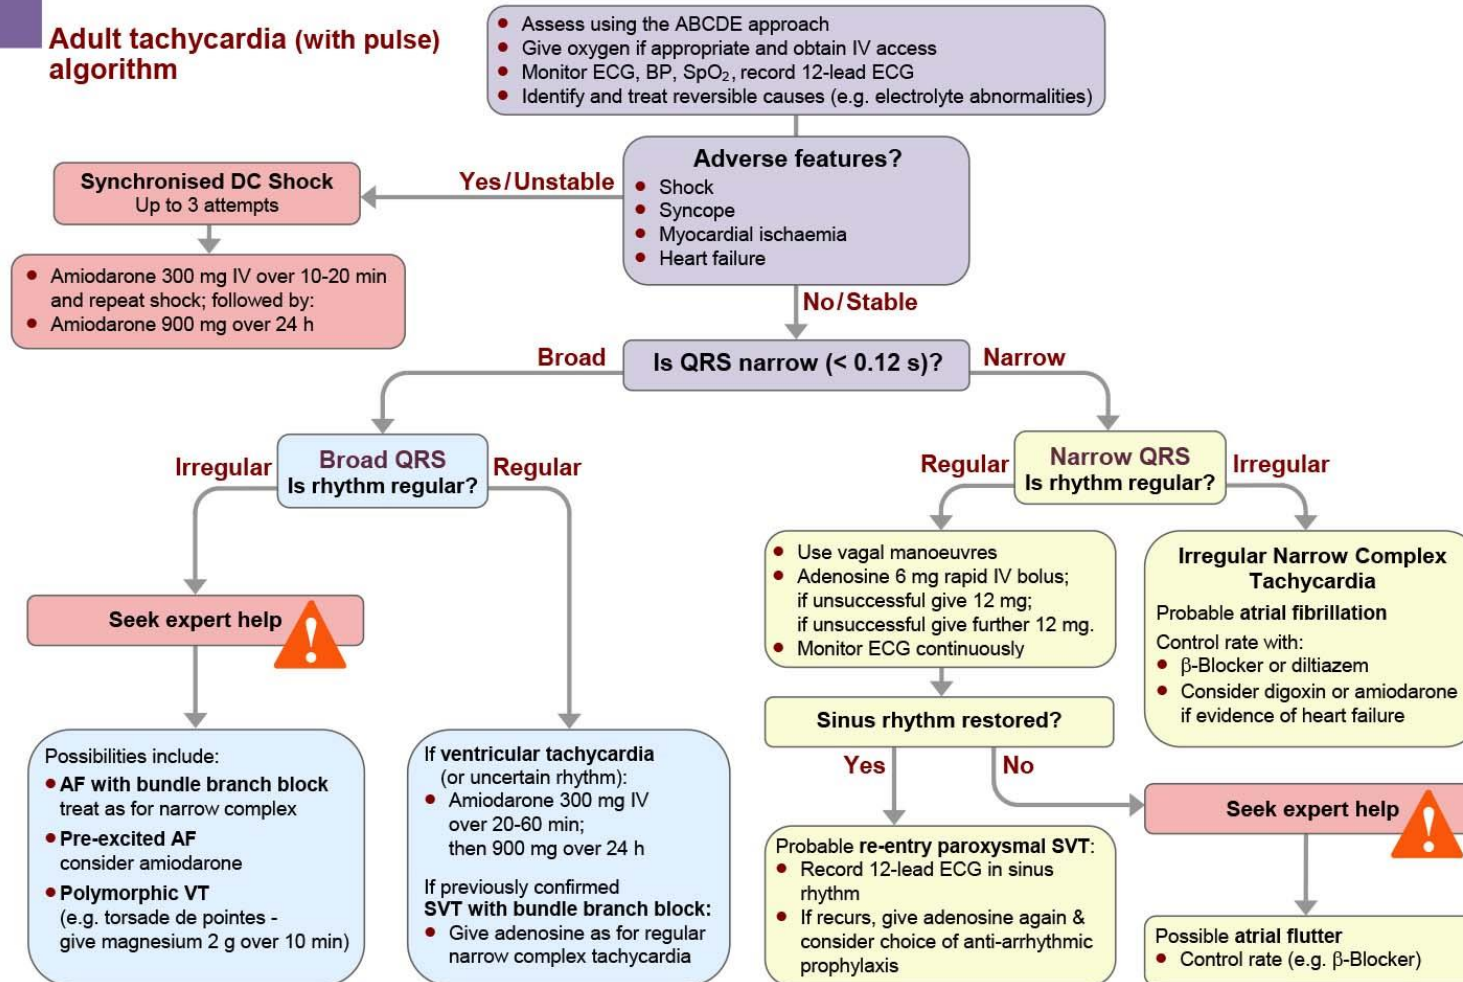 Adult tachycardia (with pulse)
algorithm
Assess using the ABCDE approach
Give oxygen if appropriate and obtain IV access
Monitor ECG, BP, SpO₂, record 12-lead ECG
Identify and treat reversible causes (e.g. electrolyte abnormalities)
Adverse features?
Shock
Syncope
Myocardial ischaemia
Heart failure
Yes/Unstable
Synchronised DC Shock
Up to 3 attempts
Amiodarone 300 mg IV over 10-20 min
and repeat shock; followed by:
Amiodarone 900 mg over 24 h
No/Stable
Is QRS narrow (< 0.12 s)?
Broad
Narrow
Broad QRS
Is rhythm regular?
Irregular
Regular
Seek expert help
!
Possibilities include:
AF with bundle branch block
treat as for narrow complex
Pre-excited AF
consider amiodarone
Polymorphic VT
(e.g. torsade de pointes -
give magnesium 2 g over 10 min)
If ventricular tachycardia
(or uncertain rhythm):
Amiodarone 300 mg IV
over 20-60 min;
then 900 mg over 24 h
If previously confirmed
SVT with bundle branch block:
Give adenosine as for regular
narrow complex tachycardia
Narrow QRS
Is rhythm regular?
Regular
Irregular
Use vagal manoeuvres
Adenosine 6 mg rapid IV bolus;
if unsuccessful give 12 mg;
if unsuccessful give further 12 mg.
Monitor ECG continuously
Sinus rhythm restored?
Yes
No
Probable re-entry paroxysmal SVT:
Record 12-lead ECG in sinus
rhythm
If recurs, give adenosine again &
consider choice of anti-arrhythmic
prophylaxis
Irregular Narrow Complex
Tachycardia
Probable atrial fibrillation
Control rate with:
β-Blocker or diltiazem
Consider digoxin or amiodarone
if evidence of heart failure
Seek expert help
!
Possible atrial flutter
Control rate (e.g. β-Blocker)